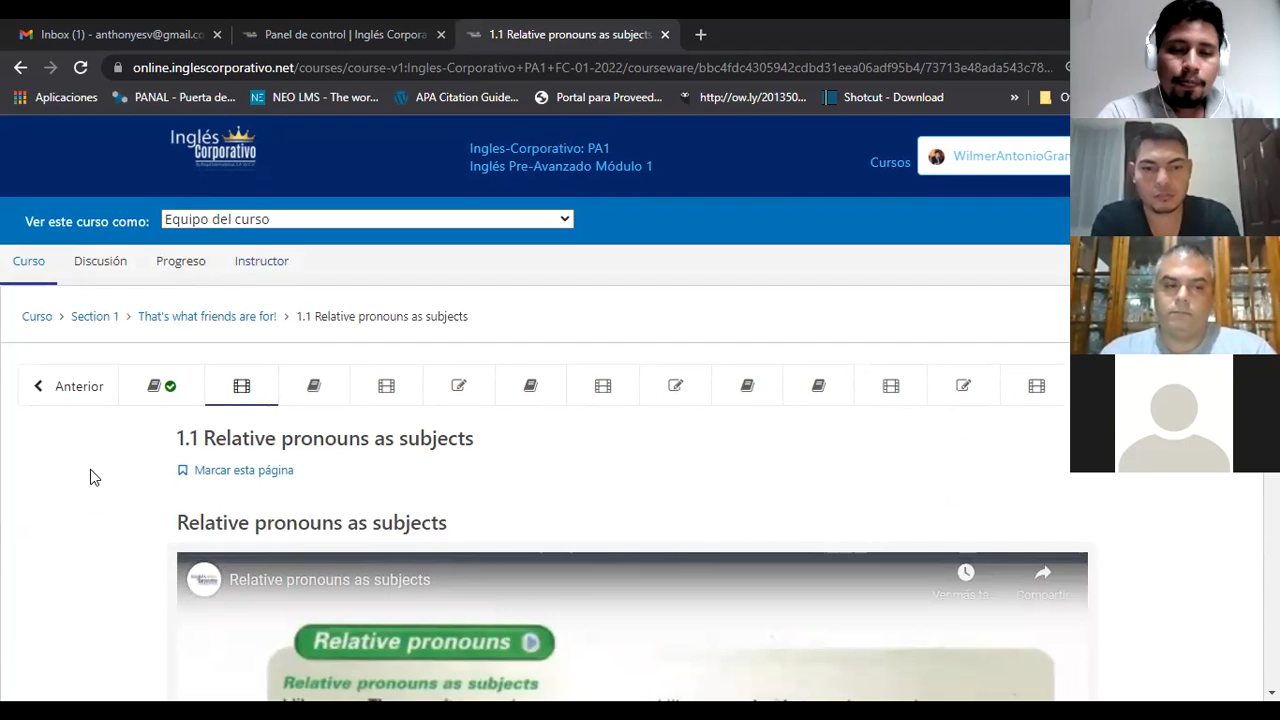 Inbox (1) - anthonyesv@gmail.co
Panel de control | Inglés Corpora
1.1 Relative pronouns as subjects
online.inglescorporativo.net/courses/course-v1:Ingles-Corporativo+PA1+FC-01-2022/courseware/bbc4fdc4305942cdbd31eea06adf95b4/73713e48ada543c78...
Aplicaciones
PANAL - Puerta de...
NEO LMS - The wor...
APA Citation Guide...
Portal para Proveed...
http://ow.ly/201350...
Shotcut - Download
»
Inglés
Corporativo
Ingles-Corporativo: PA1
Inglés Pre-Avanzado Módulo 1
Cursos
WilmerAntonioGran
Ver este curso como:
Equipo del curso
Curso
Discusión
Progreso
Instructor
Curso > Section 1 > That's what friends are for! > 1.1 Relative pronouns as subjects
Anterior
1.1 Relative pronouns as subjects
Marcar esta página
Relative pronouns as subjects
Relative pronouns as subjects
Ver más ta...
Compartir
Relative pronouns
Relative pronouns as subjects